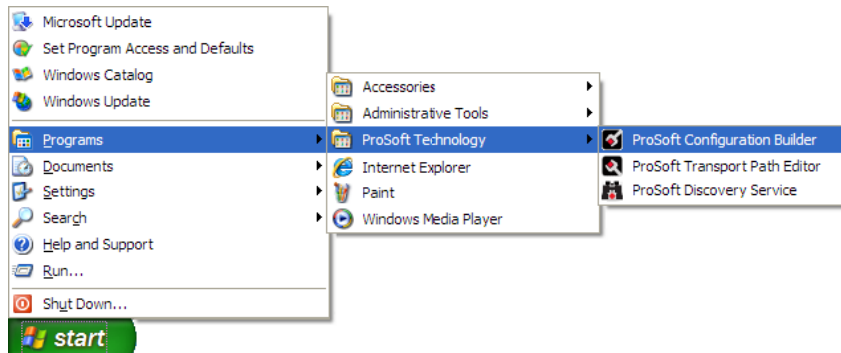 Microsoft Update
Set Program Access and Defaults
Windows Catalog
Windows Update
Programs
Documents
Settings
Search
Help and Support
Run...
Shut Down...
start
Accessories
Administrative Tools
ProSoft Technology
Internet Explorer
Paint
Windows Media Player
ProSoft Configuration Builder
ProSoft Transport Path Editor
ProSoft Discovery Service